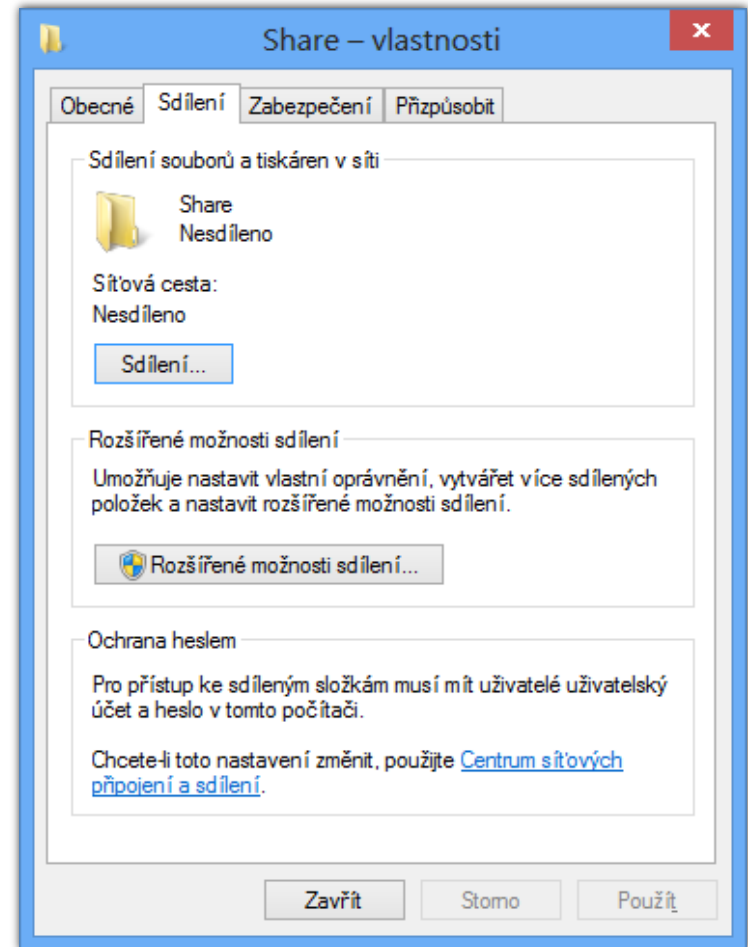 Share – vlastnosti
x
Obecné Sdílení Zabezpečení Přizpůsobit
Sdílení souborů a tiskáren v síti
Share
Nesdíleno
Síťová cesta:
Nesdíleno
Sdílení...
Rozšířené možnosti sdílení
Umožňuje nastavit vlastní oprávnění, vytvářet více sdílených
položek a nastavit rozšířené možnosti sdílení.
Rozšířené možnosti sdílení...
Ochrana heslem
Pro přístup ke sdíleným složkám musí mít uživatelé uživatelský
účet a heslo v tomto počítači.
Chcete-li toto nastavení změnit, použijte Centrum síťových
připojení a sdílení.
Zavřít Storno Použít